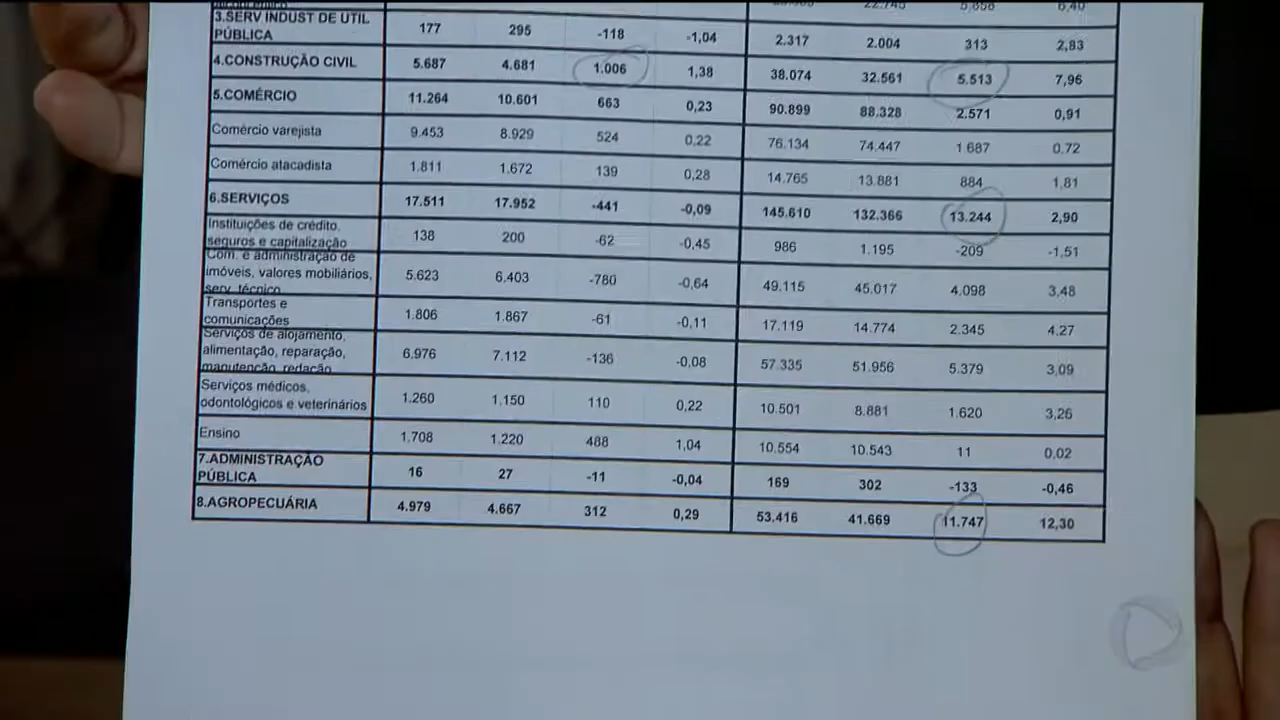 22.745 5,858 6,40
3.SERV INDUST DE UTIL PÚBLICA 177 295 -118 -1,04 2.317 2.004 313 2,83
4.CONSTRUÇÃO CIVIL 5.687 4.681 1.006 1,38 38.074 32.561 5.513 7,96
5.COMÉRCIO 11.264 10.601 663 0,23 90.899 88.328 2.571 0,91
Comércio varejista 9.453 8.929 524 0,22 76.134 74.447 1 687 0,72
Comércio atacadista 1.811 1.672 139 0,28 14.765 13.881 884 1,81
6.SERVIÇOS 17.511 17.952 -441 -0,09 145.610 132.366 13.244 2,90
Instituições de crédito, seguros e capitalização 138 200 -62 -0,45 986 1.195 -209 -1,51
Com. e administração de imóveis, valores mobiliários, serv. técnico 5.623 6.403 -780 -0,64 49.115 45.017 4.098 3,48
Transportes e comunicações 1.806 1.867 -61 -0,11 17.119 14.774 2.345 4,27
Serviços de alojamento, alimentação, reparação, manutenção, redação 6.976 7.112 -136 -0,08 57.335 51.956 5.379 3,09
Serviços médicos, odontológicos e veterinários 1.260 1.150 110 0,22 10.501 8.881 1.620 3,26
Ensino 1.708 1.220 488 1,04 10.554 10.543 11 0,02
7.ADMINISTRAÇÃO PÚBLICA 16 27 -11 -0,04 169 302 -133 -0,46
8.AGROPECUÁRIA 4.979 4.667 312 0,29 53.416 41.669 11.747 12,30